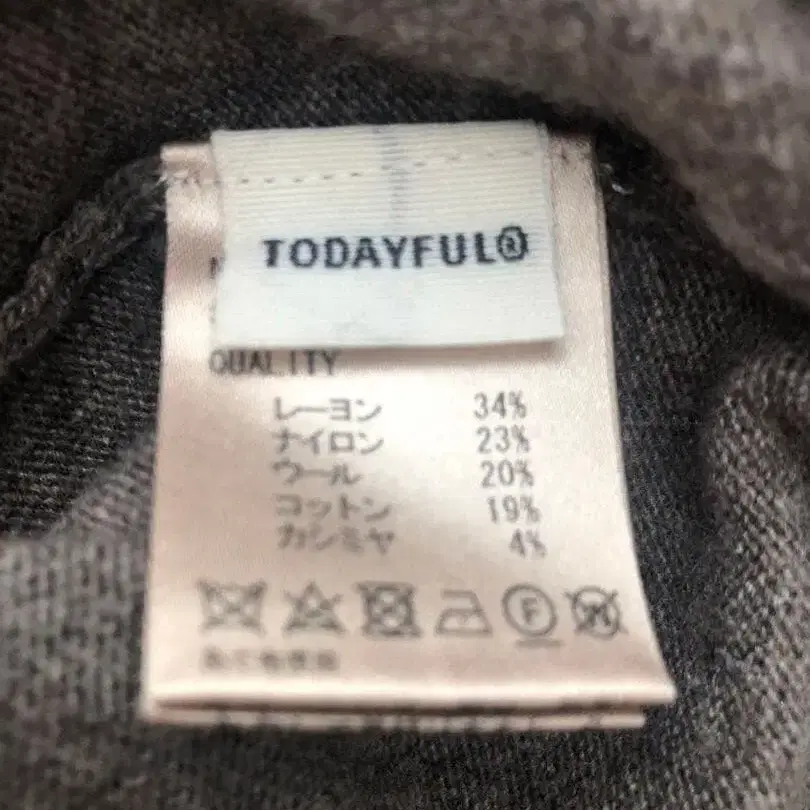 TODAYFUL®
QUALITY
レーヨン 34%
ナイロン 23%
ウール 20%
コットン 19%
カシミヤ 4%
F
W